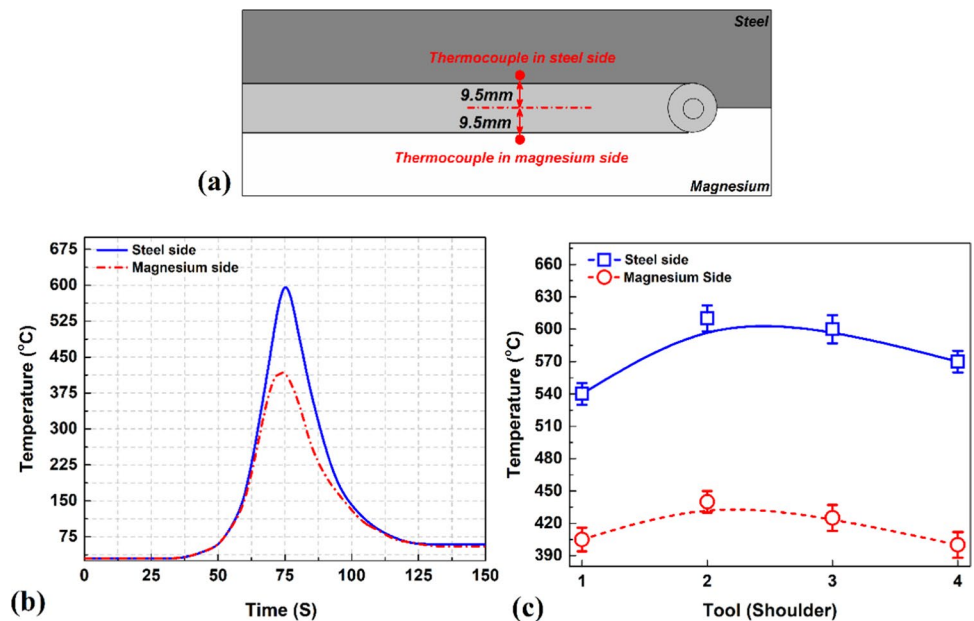 Steel
Thermocouple in steel side
9.5mm
9.5mm
Thermocouple in magnesium side
Magnesium
(a)
Steel side
Magnesium side
675
600
525
450
375
300
225
150
75
0
25
50
75
100
125
150
Temperature (°C)
Time (S)
(b)
Steel side
Magnesium Side
660
630
600
570
540
510
480
450
420
390
1
2
3
4
Temperature (°C)
Tool (Shoulder)
(c)